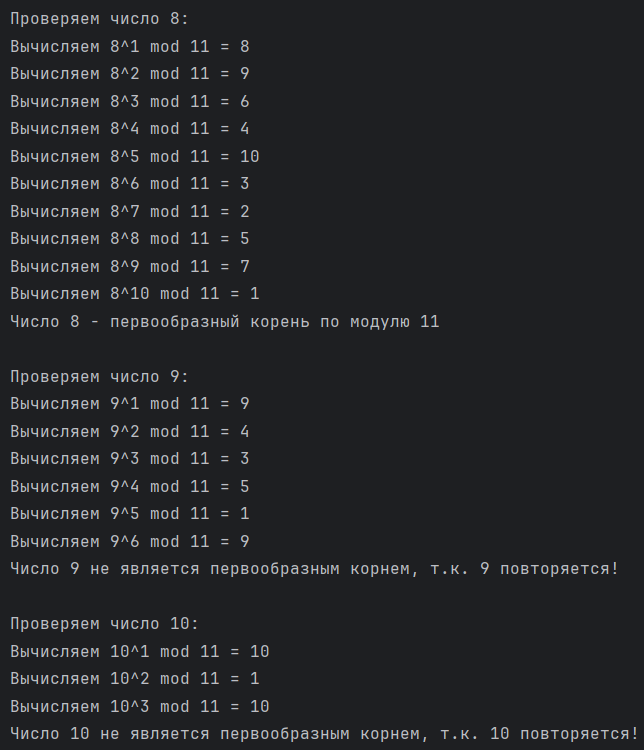 Проверяем число 8:
Вычисляем 8^1 mod 11 = 8
Вычисляем 8^2 mod 11 = 9
Вычисляем 8^3 mod 11 = 6
Вычисляем 8^4 mod 11 = 4
Вычисляем 8^5 mod 11 = 10
Вычисляем 8^6 mod 11 = 3
Вычисляем 8^7 mod 11 = 2
Вычисляем 8^8 mod 11 = 5
Вычисляем 8^9 mod 11 = 7
Вычисляем 8^10 mod 11 = 1
Число 8 - первообразный корень по модулю 11
Проверяем число 9:
Вычисляем 9^1 mod 11 = 9
Вычисляем 9^2 mod 11 = 4
Вычисляем 9^3 mod 11 = 3
Вычисляем 9^4 mod 11 = 5
Вычисляем 9^5 mod 11 = 1
Вычисляем 9^6 mod 11 = 9
Число 9 не является первообразным корнем, т.к. 9 повторяется!
Проверяем число 10:
Вычисляем 10^1 mod 11 = 10
Вычисляем 10^2 mod 11 = 1
Вычисляем 10^3 mod 11 = 10
Число 10 не является первообразным корнем, т.к. 10 повторяется!